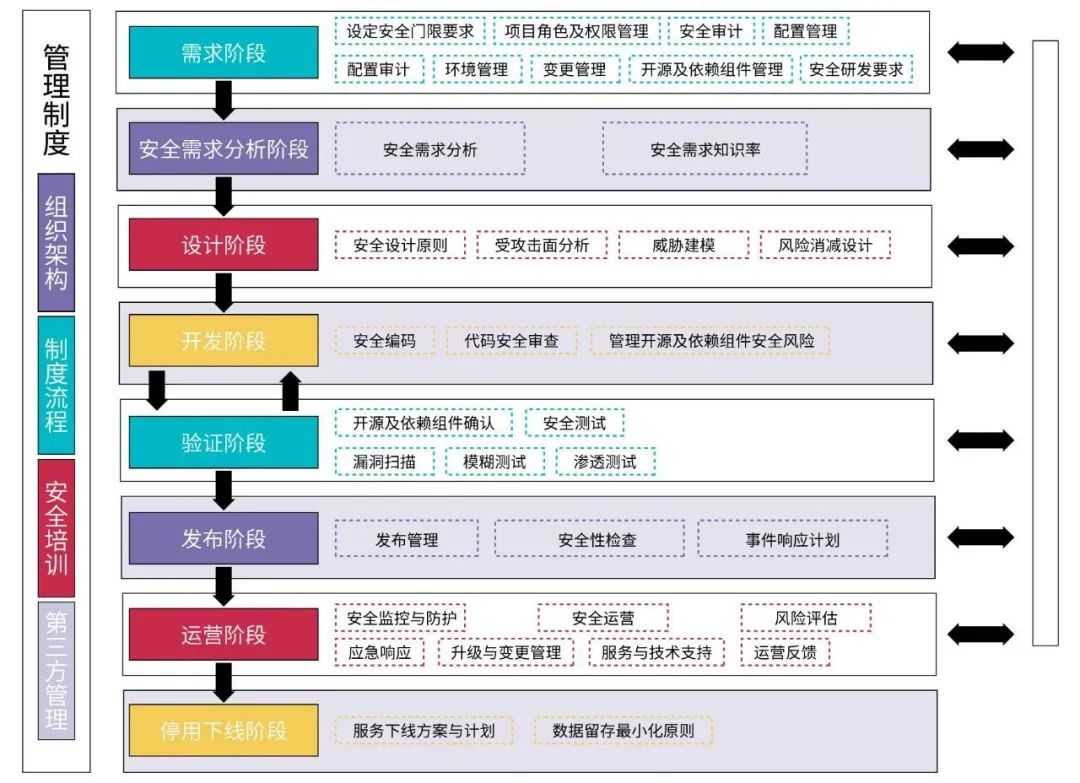 管理制度
组织架构
制度流程
安全培训
第三方管理
需求阶段
设定安全门限要求 项目角色及权限管理 安全审计 配置管理
配置审计 环境管理 变更管理 开源及依赖组件管理 安全研发要求
安全需求分析阶段
安全需求分析 安全需求知识率
设计阶段
安全设计原则 受攻击面分析 威胁建模 风险消减设计
开发阶段
安全编码 代码安全审查 管理开源及依赖组件安全风险
验证阶段
开源及依赖组件确认 安全测试
漏洞扫描 模糊测试 渗透测试
发布阶段
发布管理 安全性检查 事件响应计划
运营阶段
安全监控与防护 安全运营 风险评估
应急响应 升级与变更管理 服务与技术支持 运营反馈
停用下线阶段
服务下线方案与计划 数据留存最小化原则